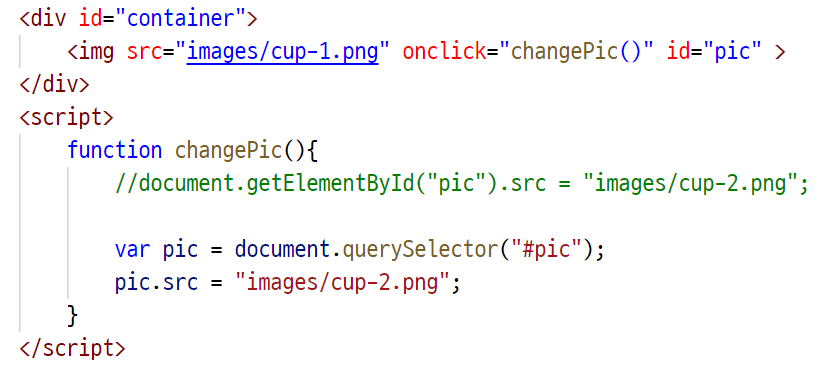 <div id="container">
<img src="images/cup-1.png" onclick="changePic()" id="pic" >
</div>
<script>
function changePic(){
//document.getElementById("pic").src = "images/cup-2.png";
var pic = document.querySelector("#pic");
pic.src = "images/cup-2.png";
}
</script>